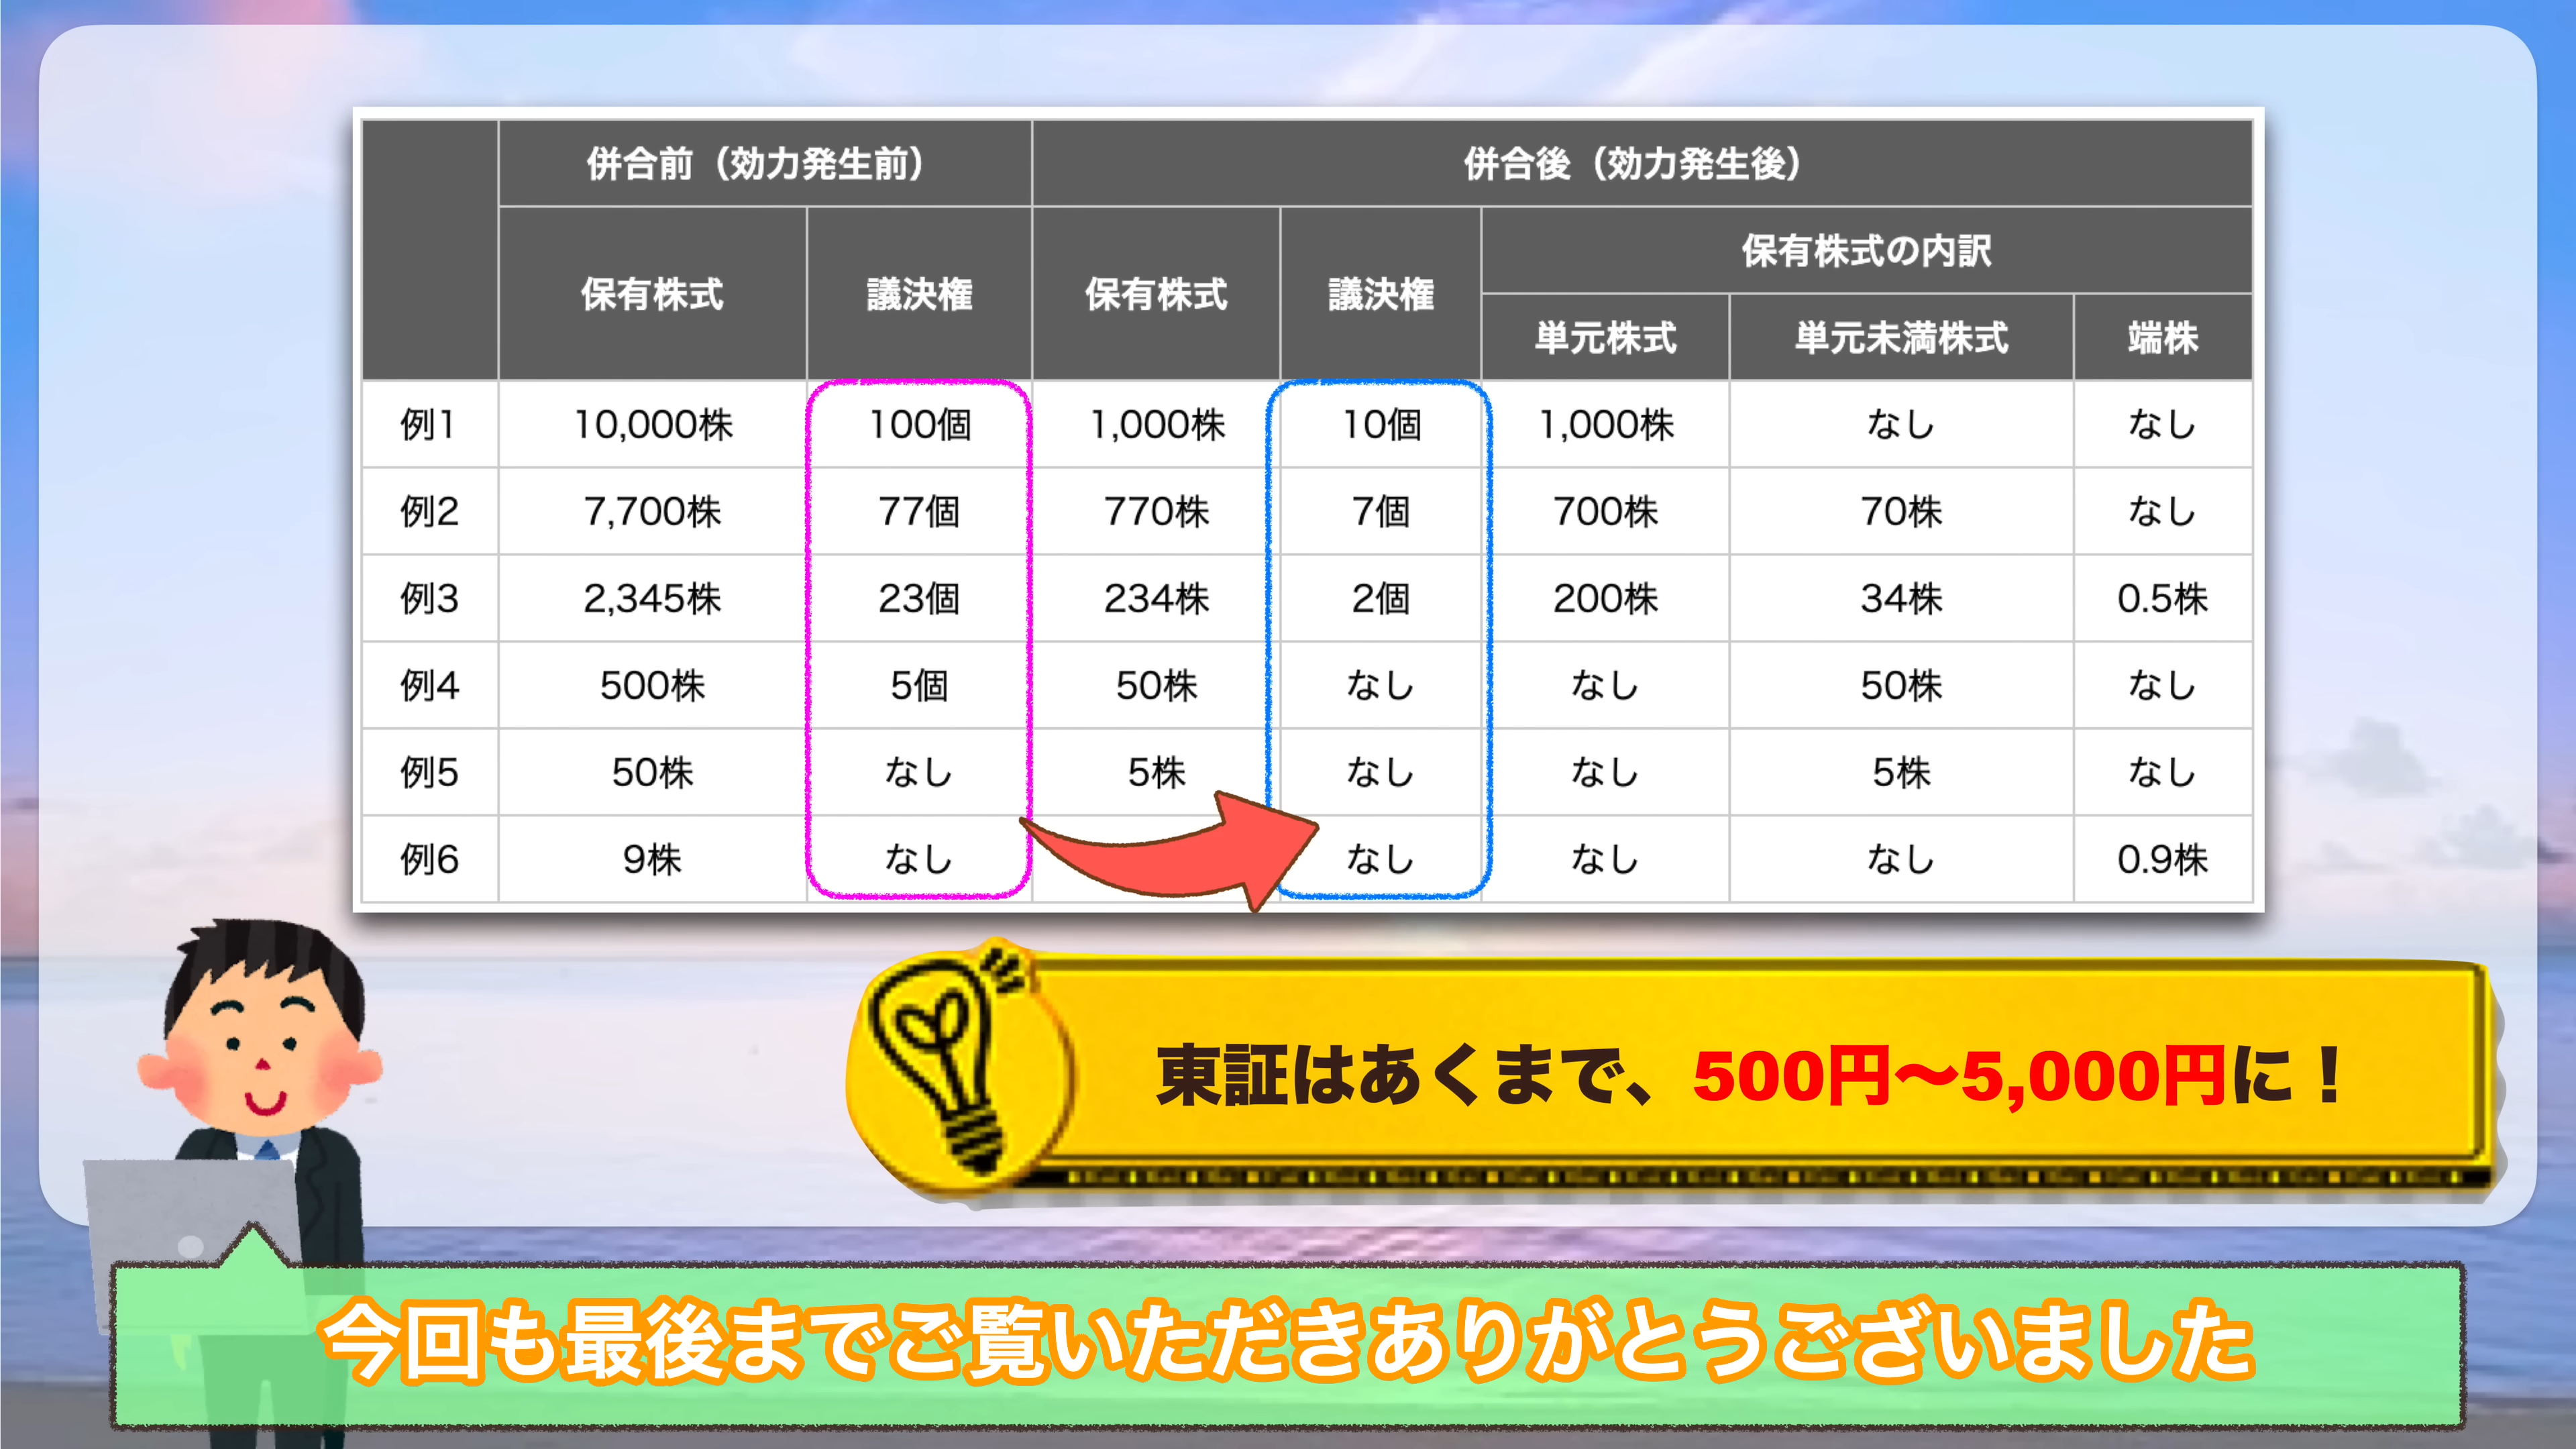 併合前（効力発生前） 併合後（効力発生後）
保有株式 議決権 保有株式 議決権 保有株式の内訳
単元株式 単元未満株式 端株
例1 10,000株 100個 1,000株 10個 1,000株 なし なし
例2 7,700株 77個 770株 7個 700株 70株 なし
例3 2,345株 23個 234株 2個 200株 34株 0.5株
例4 500株 5個 50株 なし なし 50株 なし
例5 50株 なし 5株 なし なし 5株 なし
例6 9株 なし なし なし なし 0.9株
東証はあくまで、500円〜5,000円に！
今回も最後までご覧いただきありがとうございました